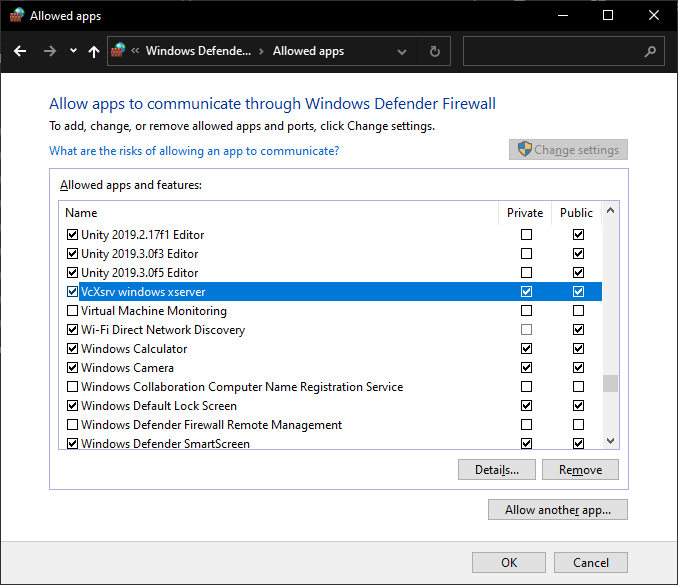 Allowed apps
Windows Defende... Allowed apps
Allow apps to communicate through Windows Defender Firewall
To add, change, or remove allowed apps and ports, click Change settings.
What are the risks of allowing an app to communicate?
Change settings
Allowed apps and features:
Name Private Public
Unity 2019.2.17f1 Editor
Unity 2019.3.0f3 Editor
Unity 2019.3.0f5 Editor
VcXsrv windows xserver
Virtual Machine Monitoring
Wi-Fi Direct Network Discovery
Windows Calculator
Windows Camera
Windows Collaboration Computer Name Registration Service
Windows Default Lock Screen
Windows Defender Firewall Remote Management
Windows Defender SmartScreen
Details... Remove
Allow another app...
OK Cancel